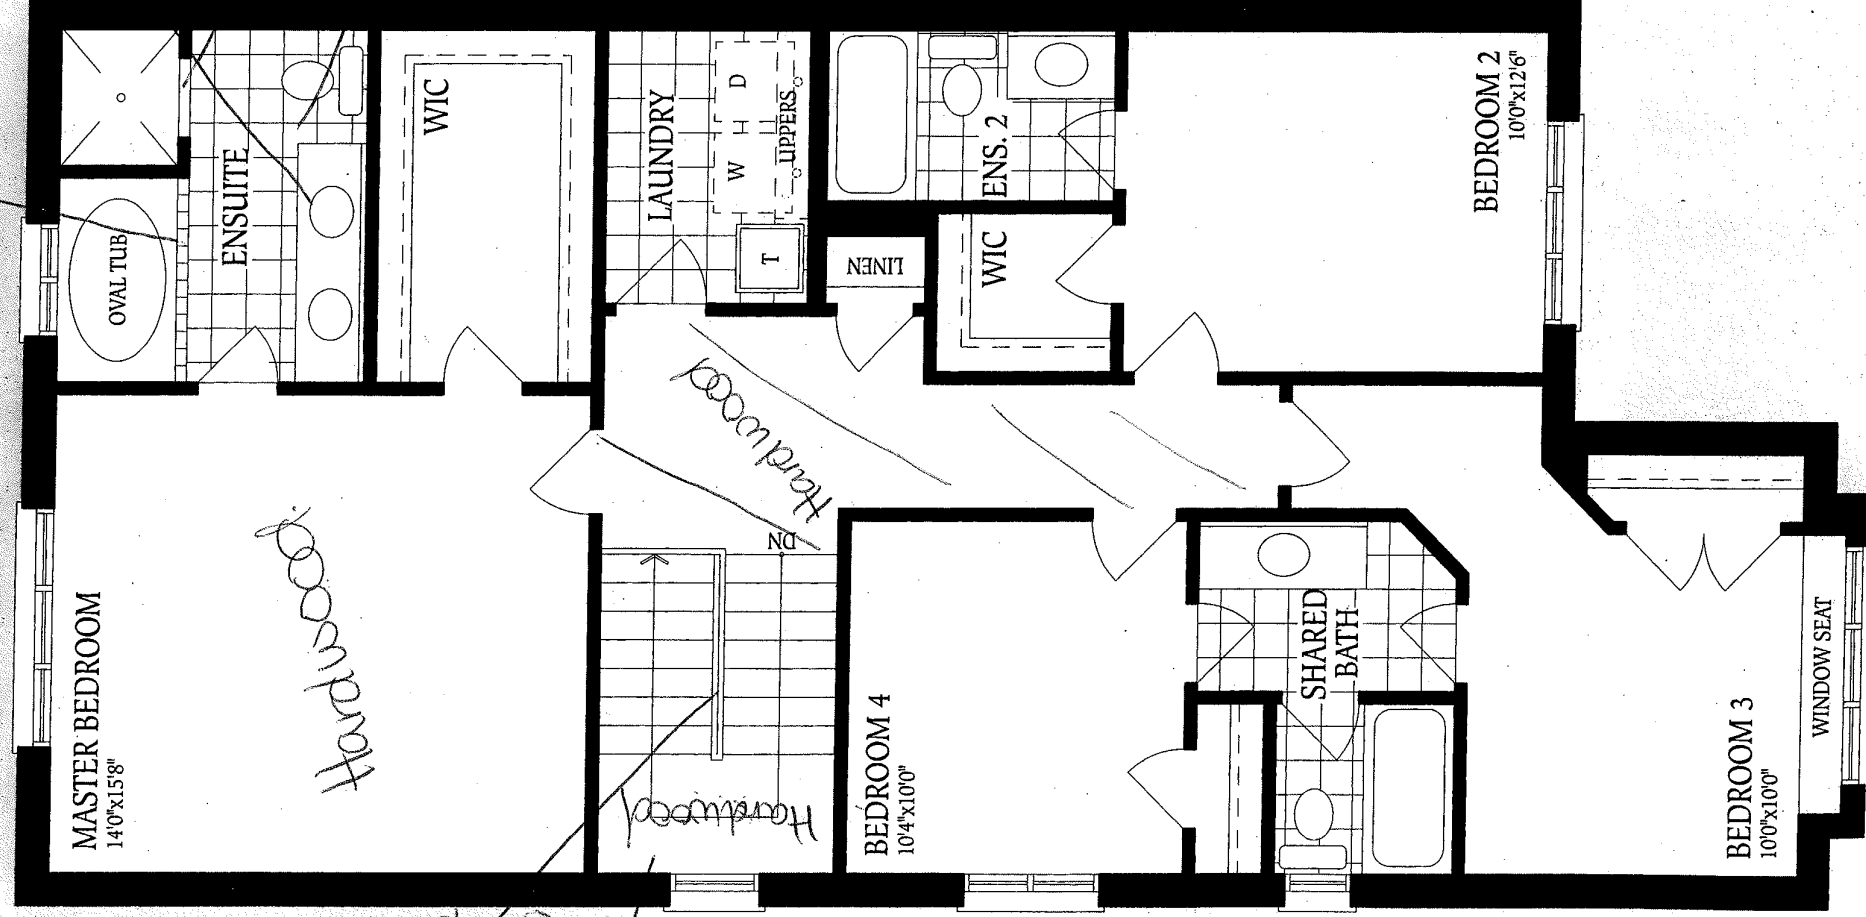 OVAL TUB
ENSUITE
WIC
LAUNDRY
W
H
D
UPPERS
T
LINEN
ENS. 2
WIC
BEDROOM 2
10'0"x12'6"
MASTER BEDROOM
14'0"x15'8"
Hardwood.
Hardwood
DN
Hardwood
BEDROOM 4
10'4"x10'0"
SHARED
BATH
BEDROOM 3
10'0"x10'0"
WINDOW SEAT